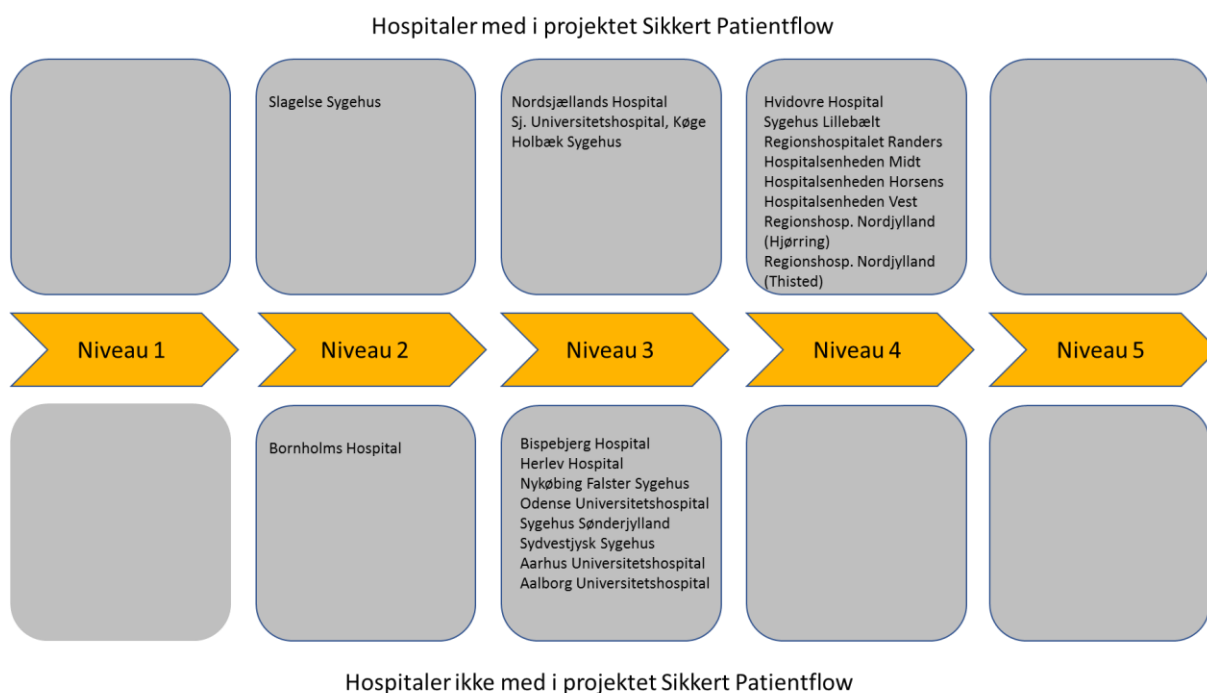 Hospitaler med i projektet Sikkert Patientflow
Slagelse Sygehus
Nordsjællands Hospital
Sj. Universitetshospital, Køge
Holbæk Sygehus
Hvidovre Hospital
Sygehus Lillebælt
Regionshospitalet Randers
Hospitalsenheden Midt
Hospitalsenheden Horsens
Hospitalsenheden Vest
Regionshosp. Nordjylland
(Hjørring)
Regionshosp. Nordjylland
(Thisted)
Niveau 1
Niveau 2
Niveau 3
Niveau 4
Niveau 5
Bornholms Hospital
Bispebjerg Hospital
Herlev Hospital
Nykøbing Falster Sygehus
Odense Universitetshospital
Sygehus Sønderjylland
Sydvestjysk Sygehus
Aarhus Universitetshospital
Aalborg Universitetshospital
Hospitaler ikke med i projektet Sikkert Patientflow